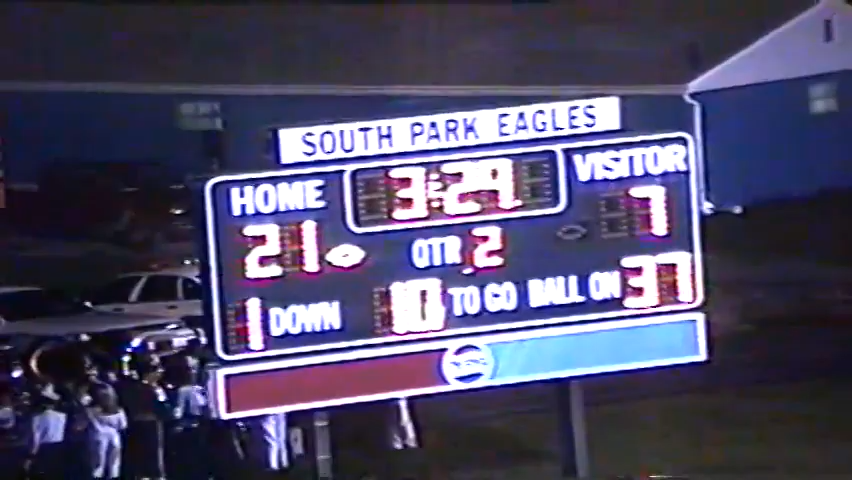 SOUTH PARK EAGLES
HOME 3:29 VISITOR
21 QTR 2 7
1 DOWN 10 TO GO BALL ON 37